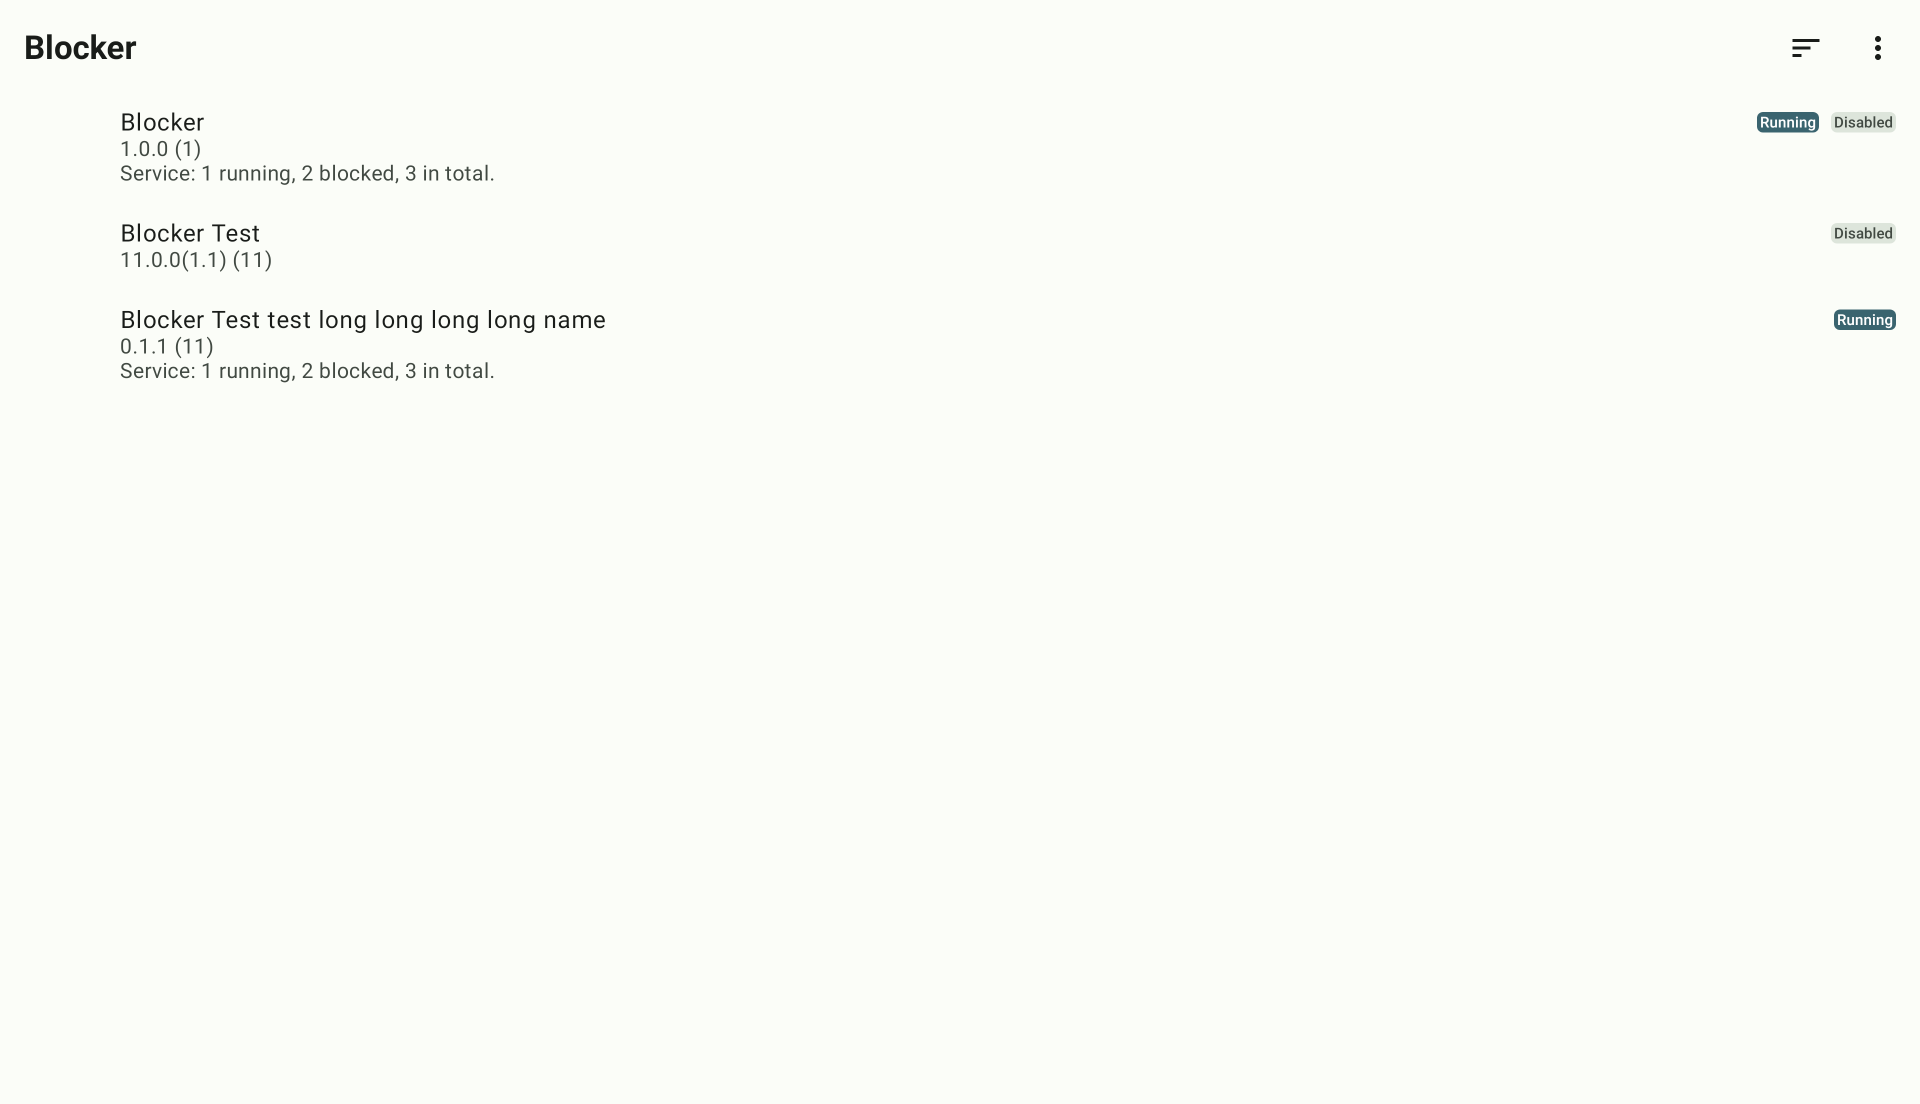 Blocker
Blocker Running Disabled
1.0.0 (1)
Service: 1 running, 2 blocked, 3 in total.
Blocker Test Disabled
11.0.0(1.1) (11)
Blocker Test test long long long long name Running
0.1.1 (11)
Service: 1 running, 2 blocked, 3 in total.